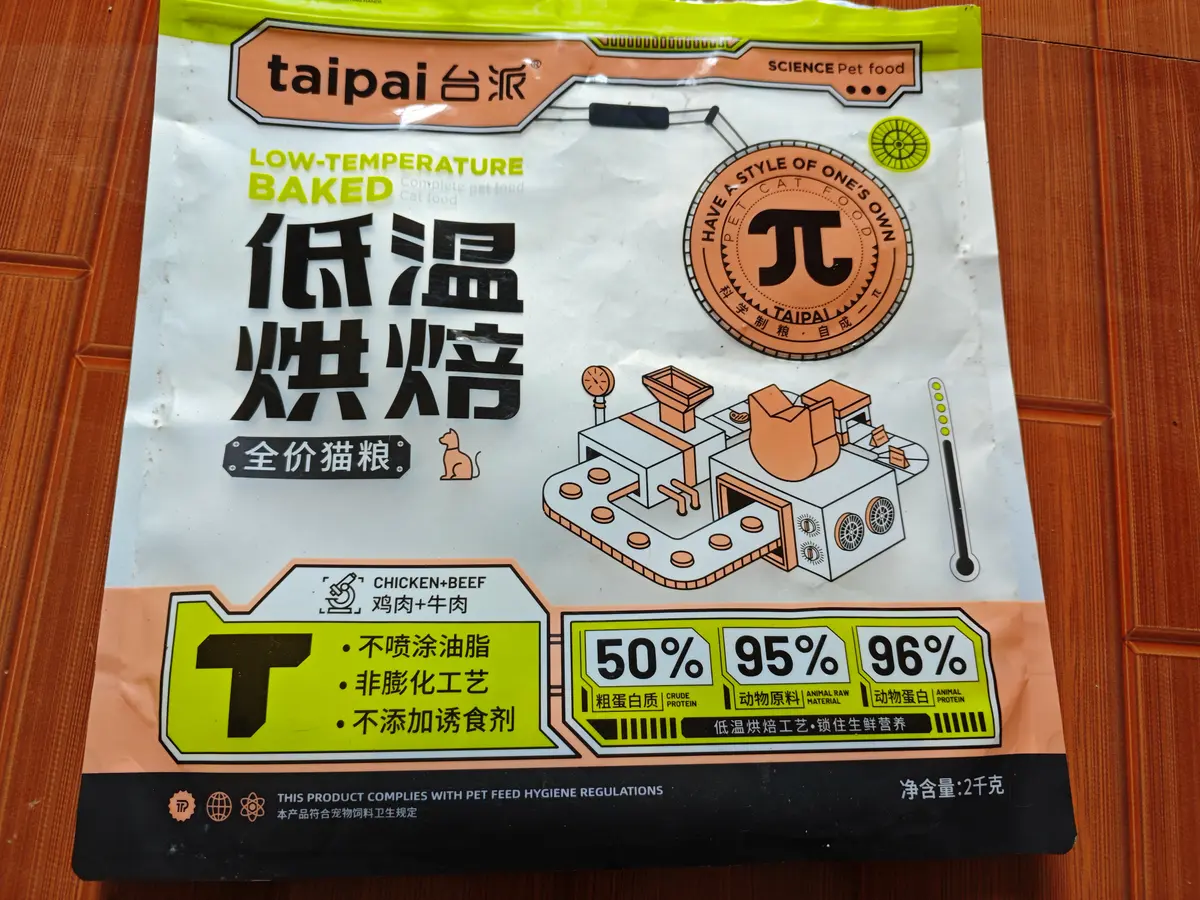 taipai 台派®
SCIENCE Pet food
LOW-TEMPERATURE
BAKED
Complete pet food
Cat food
低温
烘焙
全价猫粮
HAVE A STYLE OF ONE'S OWN
PET CAT FOOD
π
TAIPAI
科学制粮·自成一π
CHICKEN+BEEF
鸡肉+牛肉
T
• 不喷涂油脂
• 非膨化工艺
• 不添加诱食剂
50%
粗蛋白质 CRUDE PROTEIN
95%
动物原料 ANIMAL RAW MATERIAL
96%
动物蛋白 ANIMAL PROTEIN
低温烘焙工艺•锁住生鲜营养
THIS PRODUCT COMPLIES WITH PET FEED HYGIENE REGULATIONS
本产品符合宠物饲料卫生规定
净含量:2千克